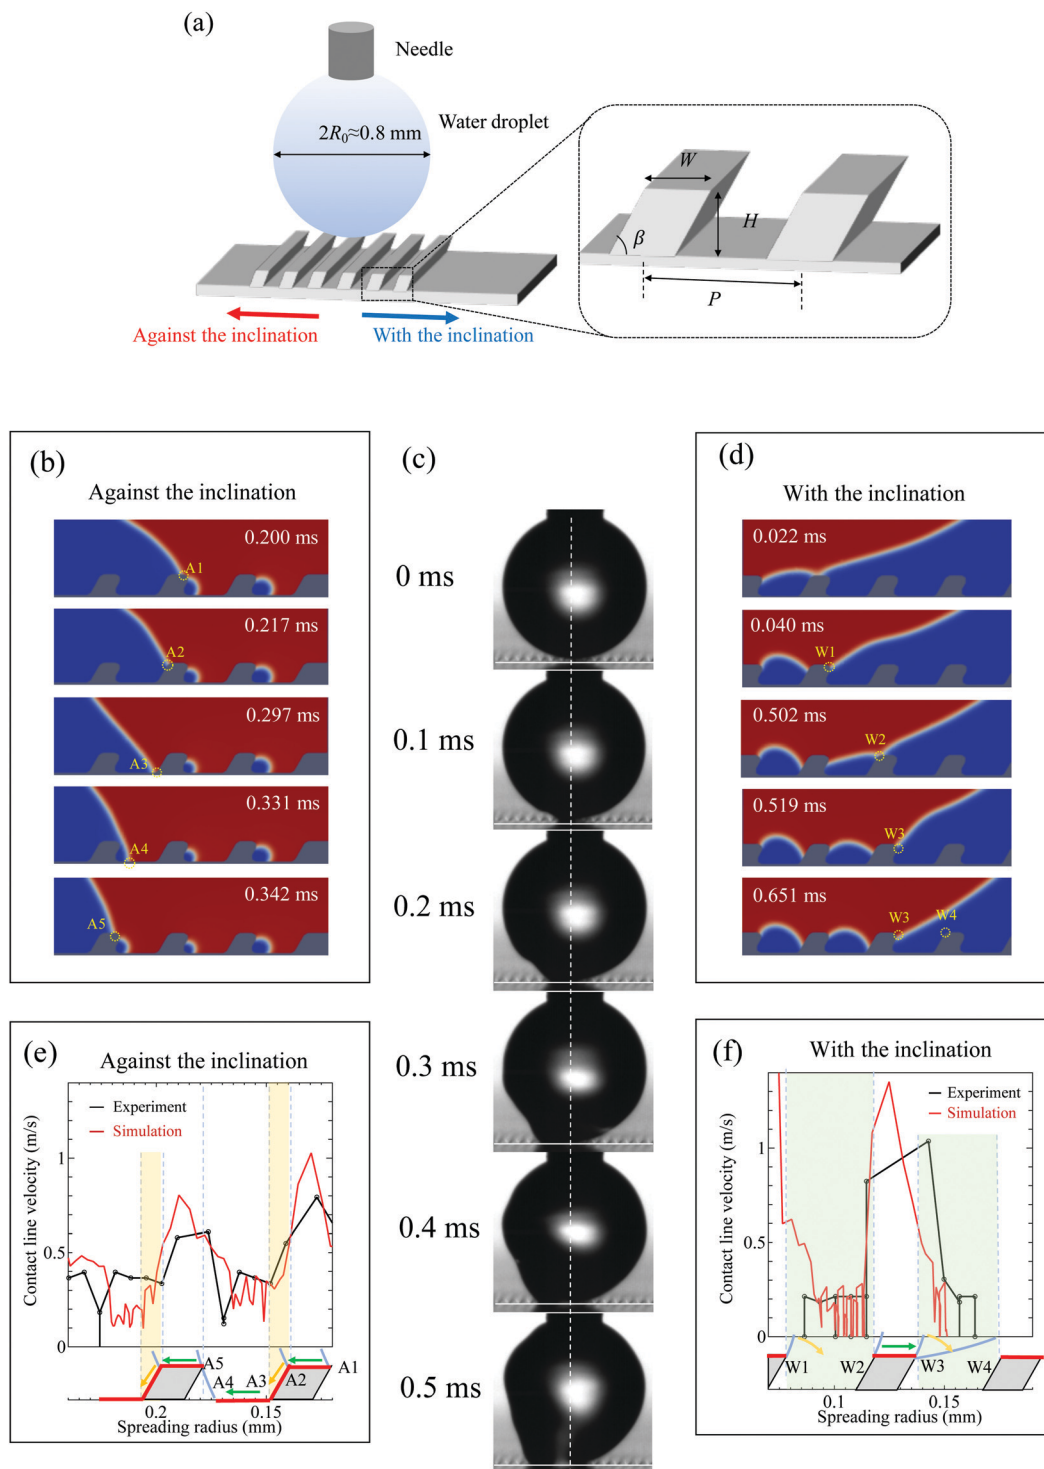 (a)
Needle
Water droplet
2R₀≈0.8 mm
W
H
β
P
Against the inclination
With the inclination
(b)
Against the inclination
0.200 ms
A1
0.217 ms
A2
0.297 ms
A3
0.331 ms
A4
0.342 ms
A5
(c)
0 ms
0.1 ms
0.2 ms
0.3 ms
0.4 ms
0.5 ms
(d)
With the inclination
0.022 ms
0.040 ms
W1
0.502 ms
W2
0.519 ms
W3
0.651 ms
W3 W4
(e)
Against the inclination
Experiment
Simulation
Contact line velocity (m/s)
1
0.5
0
A5 A4 A3 A2 A1
0.2 0.15
Spreading radius (mm)
(f)
With the inclination
Experiment
Simulation
Contact line velocity (m/s)
1
0.5
0
W1 W2 W3 W4
0.1 0.15
Spreading radius (mm)